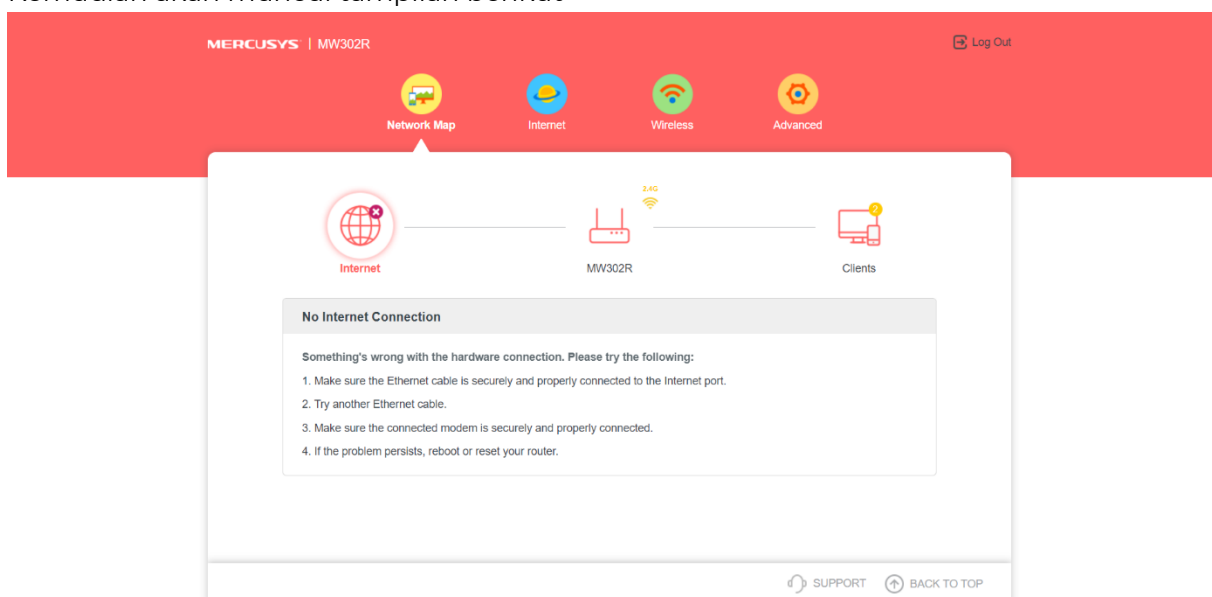 MERCUSYS | MW302R
Log Out
Network Map
Internet
Wireless
Advanced
2.4G
2
Internet
MW302R
Clients
No Internet Connection
Something's wrong with the hardware connection. Please try the following:
1. Make sure the Ethernet cable is securely and properly connected to the Internet port.
2. Try another Ethernet cable.
3. Make sure the connected modem is securely and properly connected.
4. If the problem persists, reboot or reset your router.
SUPPORT
BACK TO TOP